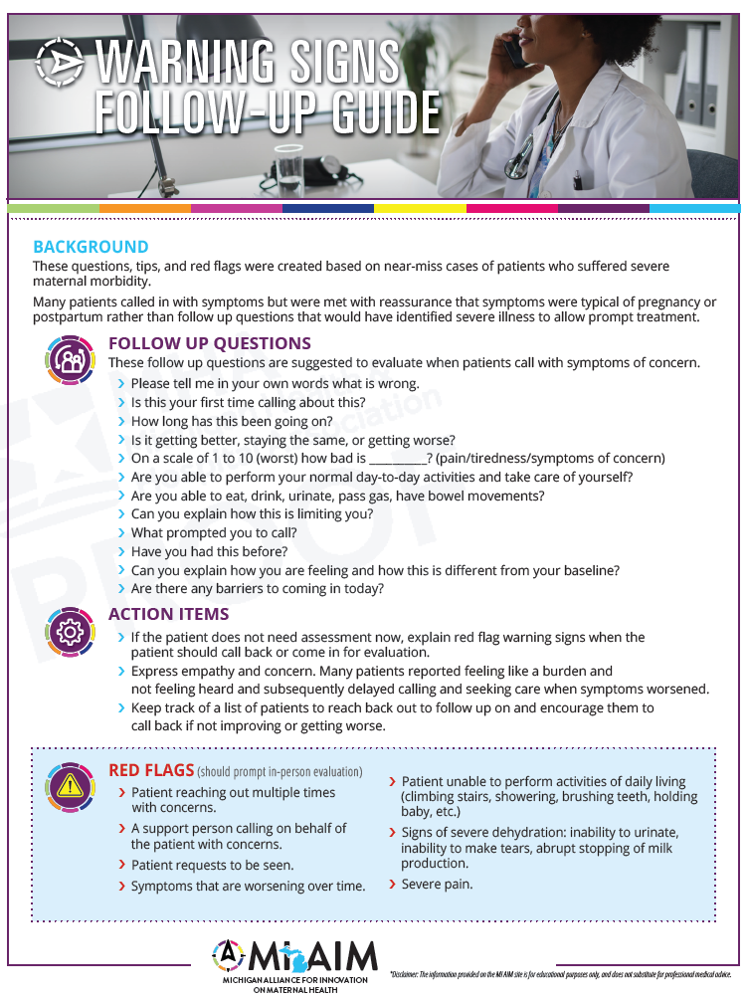 WARNING SIGNS
FOLLOW-UP GUIDE
BACKGROUND
These questions, tips, and red flags were created based on near-miss cases of patients who suffered severe
maternal morbidity.
Many patients called in with symptoms but were met with reassurance that symptoms were typical of pregnancy or
postpartum rather than follow up questions that would have identified severe illness to allow prompt treatment.
FOLLOW UP QUESTIONS
These follow up questions are suggested to evaluate when patients call with symptoms of concern.
Please tell me in your own words what is wrong.
Is this your first time calling about this?
How long has this been going on?
Is it getting better, staying the same, or getting worse?
On a scale of 1 to 10 (worst) how bad is _________? (pain/tiredness/symptoms of concern)
Are you able to perform your normal day-to-day activities and take care of yourself?
Are you able to eat, drink, urinate, pass gas, have bowel movements?
Can you explain how this is limiting you?
What prompted you to call?
Have you had this before?
Can you explain how you are feeling and how this is different from your baseline?
Are there any barriers to coming in today?
ACTION ITEMS
If the patient does not need assessment now, explain red flag warning signs when the
patient should call back or come in for evaluation.
Express empathy and concern. Many patients reported feeling like a burden and
not feeling heard and subsequently delayed calling and seeking care when symptoms worsened.
Keep track of a list of patients to reach back out to follow up on and encourage them to
call back if not improving or getting worse.
RED FLAGS (should prompt in-person evaluation)
Patient reaching out multiple times
with concerns.
A support person calling on behalf of
the patient with concerns.
Patient requests to be seen.
Symptoms that are worsening over time.
Patient unable to perform activities of daily living
(climbing stairs, showering, brushing teeth, holding
baby, etc.)
Signs of severe dehydration: inability to urinate,
inability to make tears, abrupt stopping of milk
production.
Severe pain.
MI AIM
MICHIGAN ALLIANCE FOR INNOVATION
ON MATERNAL HEALTH
*Disclaimer: The information provided on the MI AIM site is for educational purposes only, and does not substitute for professional medical advice.
PROOF